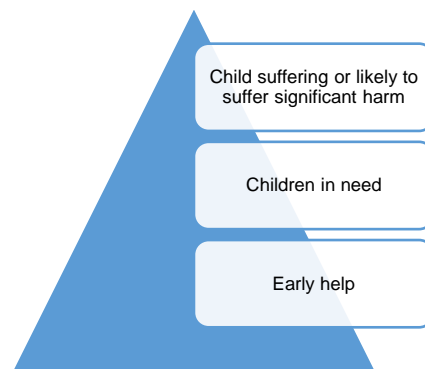 Child suffering or likely to
suffer significant harm
Children in need
Early help